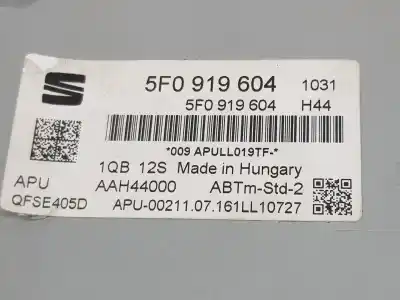 5F0 919 604 1031
5F0 919 604 H44
*009 APULL019TF-*
1QB 12S Made in Hungary
APU AAH44000 ABTm-Std-2
QFSE405D APU-00211.07.161LL10727